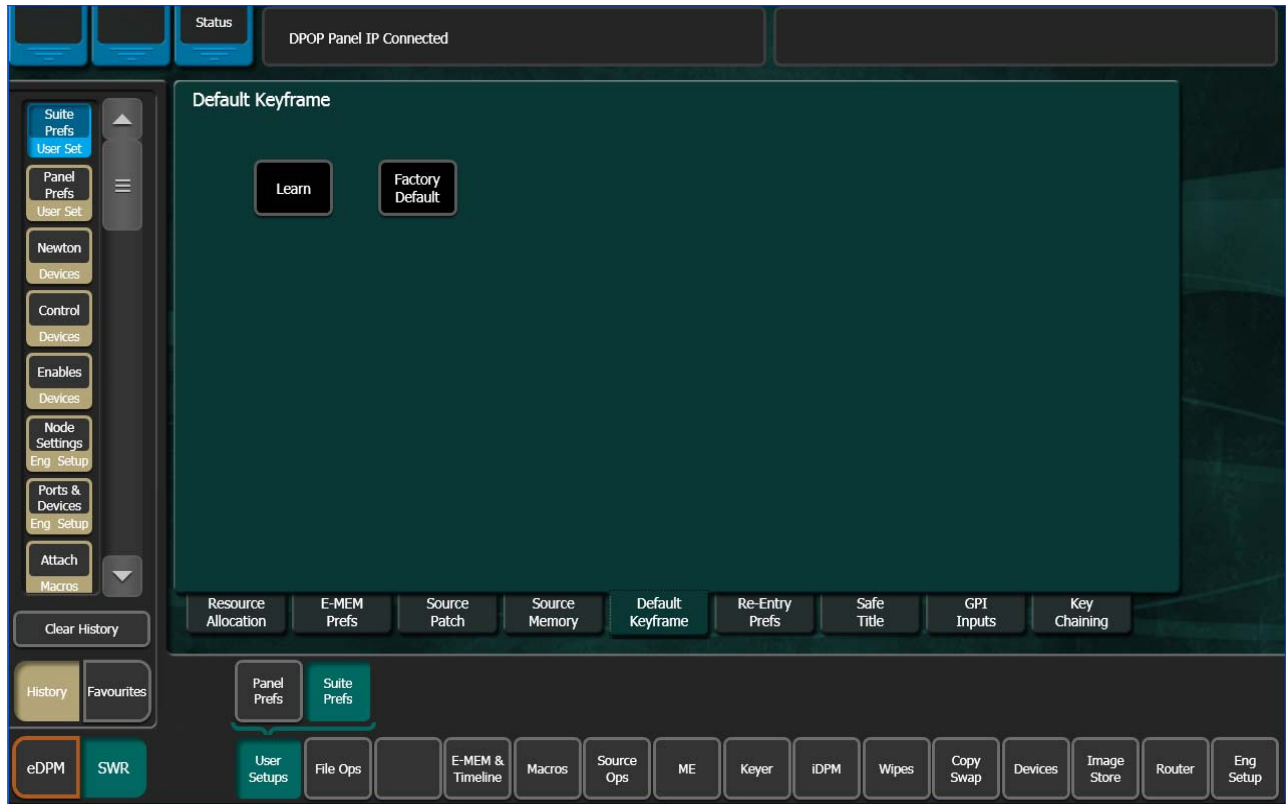 Status
DPOP Panel IP Connected
Suite
Prefs
User Set
Panel
Prefs
User Set
Newton
Devices
Control
Devices
Enables
Devices
Node
Settings
Eng Setup
Ports &
Devices
Eng Setup
Attach
Macros
Clear History
History
Favourites
Default Keyframe
Learn
Factory
Default
Resource
Allocation
E-MEM
Prefs
Source
Patch
Source
Memory
Default
Keyframe
Re-Entry
Prefs
Safe
Title
GPI
Inputs
Key
Chaining
Panel
Prefs
Suite
Prefs
eDPM
SWR
User
Setups
File Ops
E-MEM &
Timeline
Macros
Source
Ops
ME
Keyer
iDPM
Wipes
Copy
Swap
Devices
Image
Store
Router
Eng
Setup